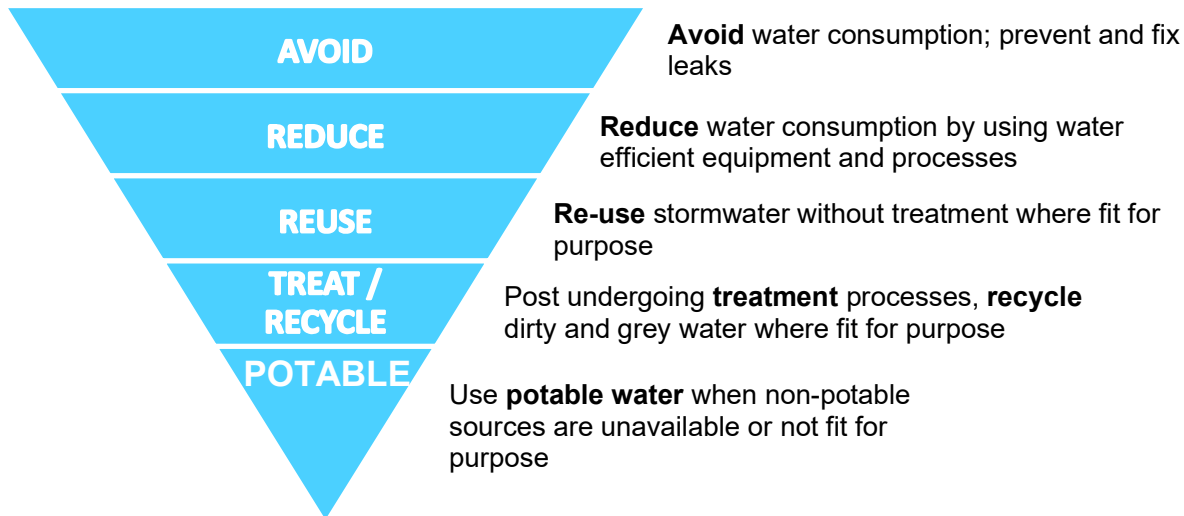 AVOID
Avoid water consumption; prevent and fix
leaks
REDUCE
Reduce water consumption by using water
efficient equipment and processes
REUSE
Re-use stormwater without treatment where fit for
purpose
TREAT /
RECYCLE
Post undergoing treatment processes, recycle
dirty and grey water where fit for purpose
POTABLE
Use potable water when non-potable
sources are unavailable or not fit for
purpose